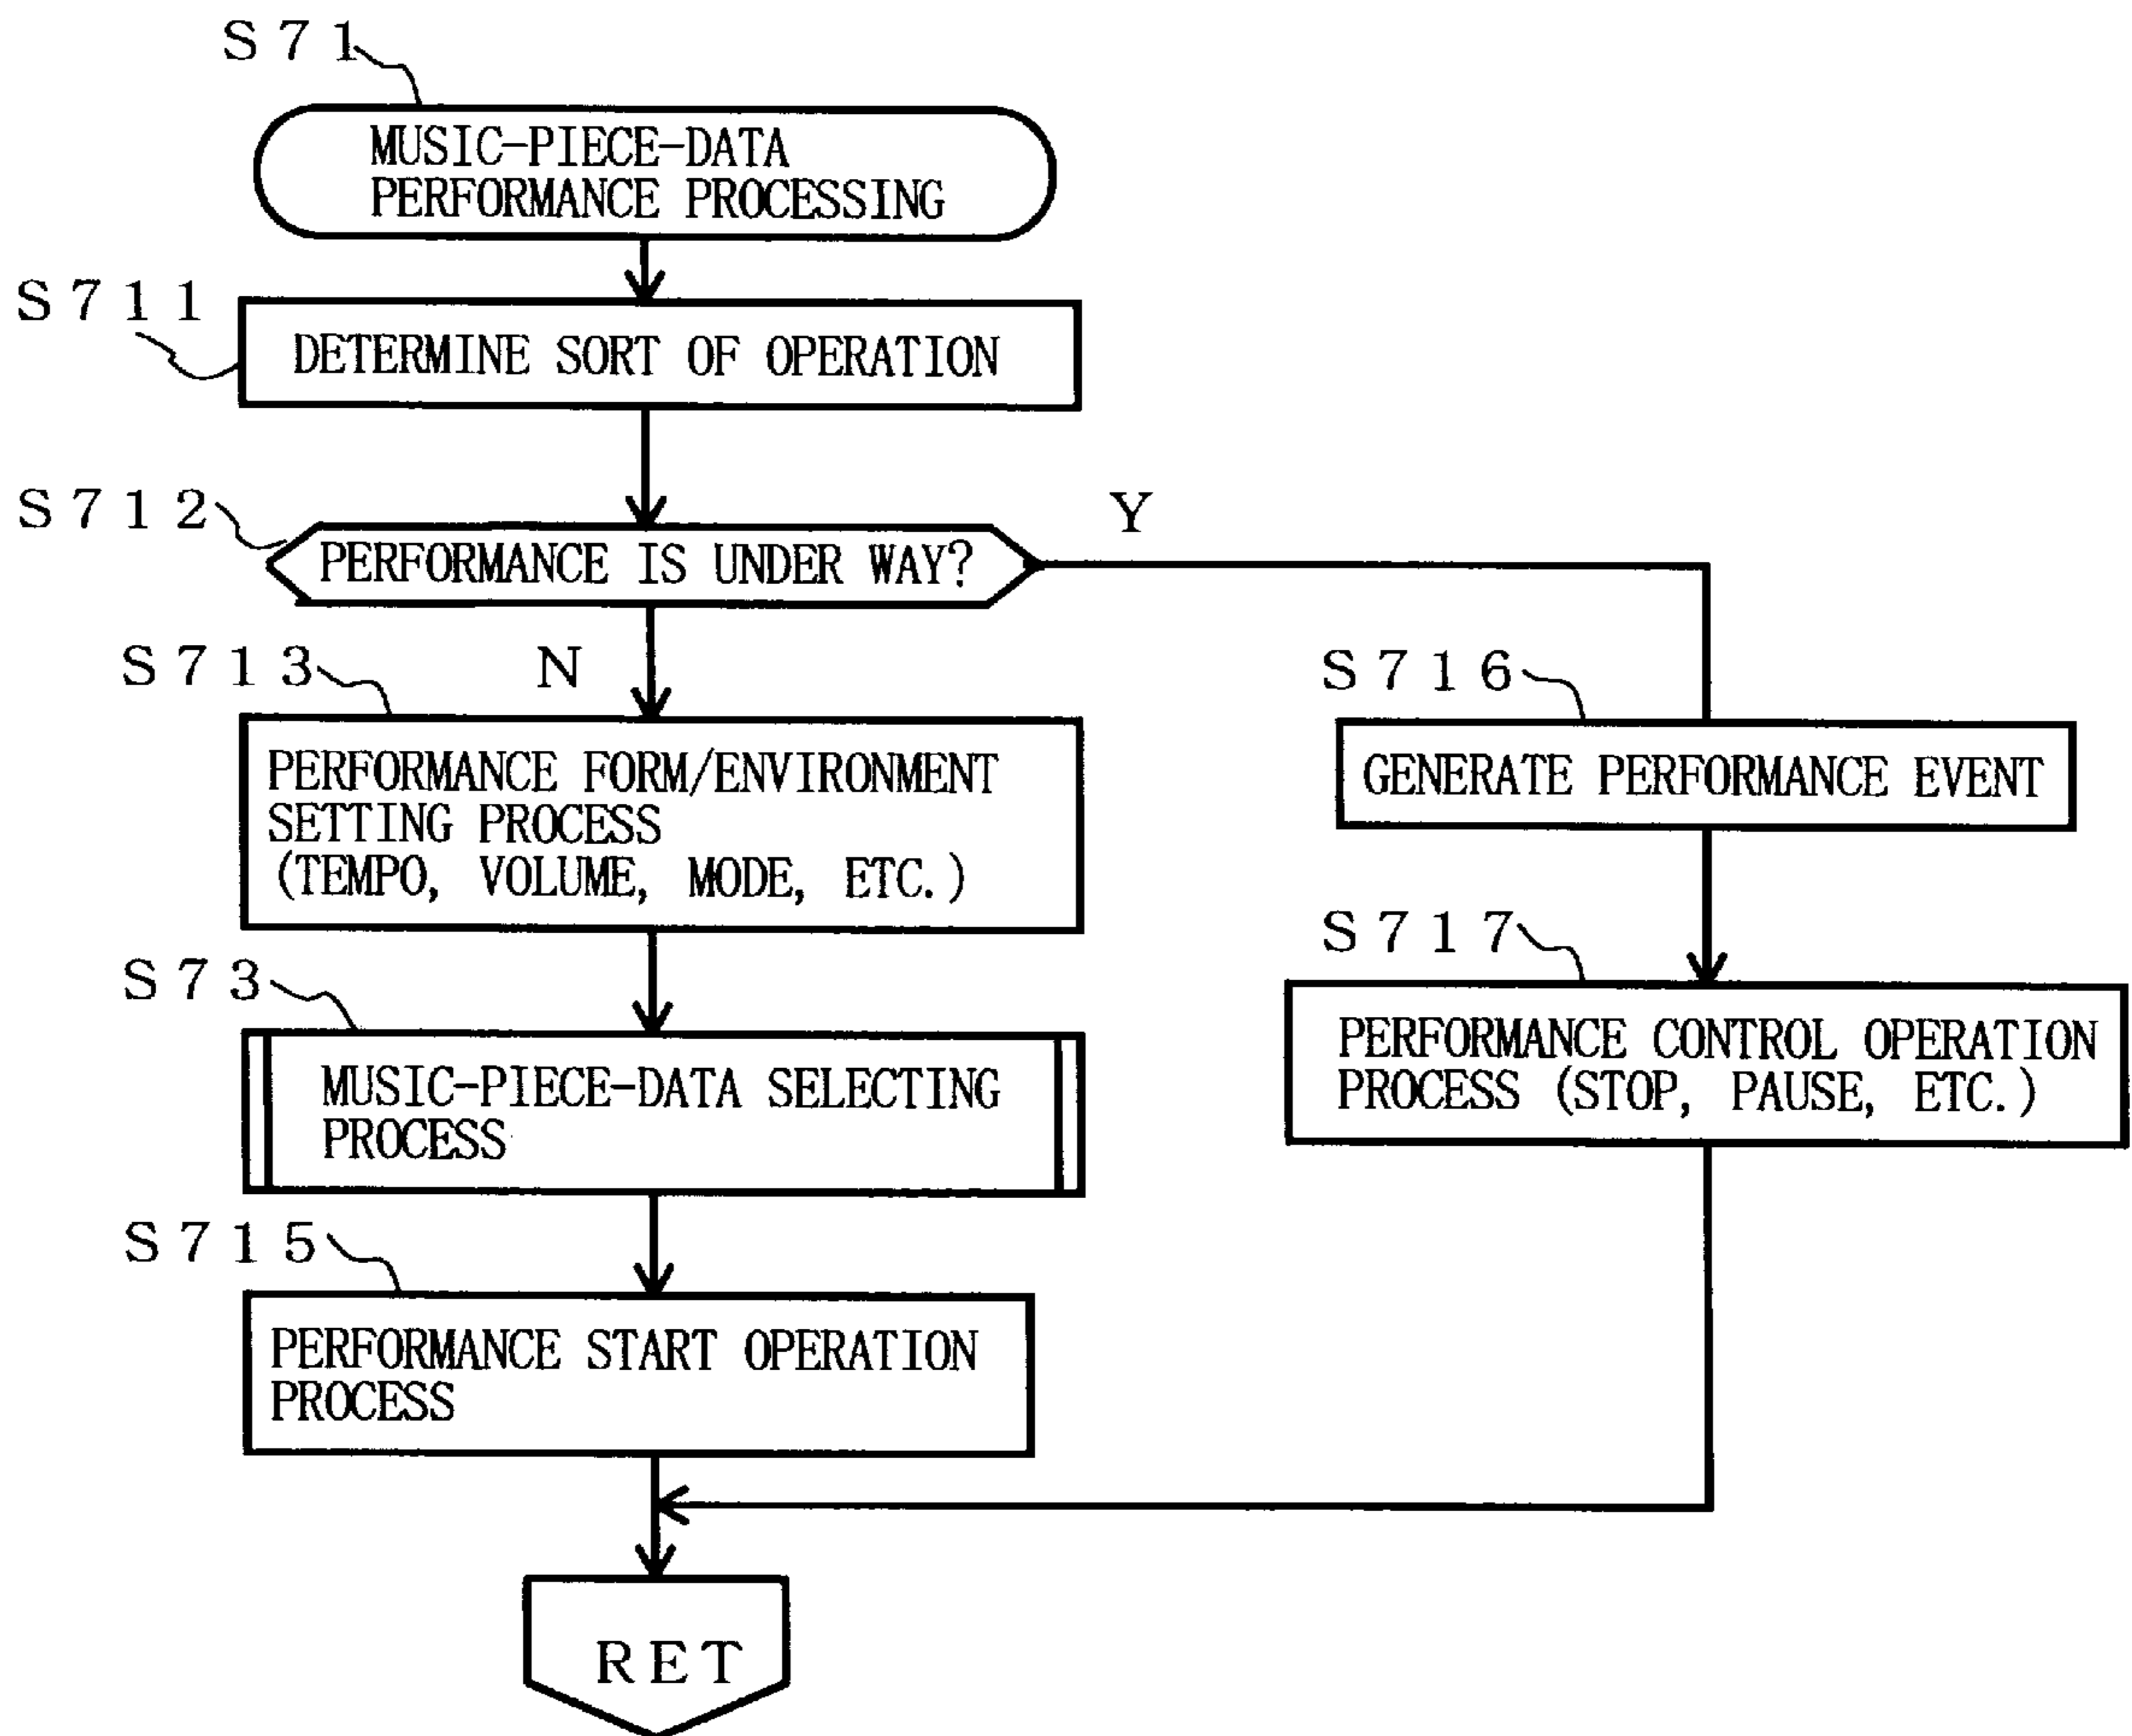 S71
MUSIC-PIECE-DATA
PERFORMANCE PROCESSING
S711
DETERMINE SORT OF OPERATION
S712
PERFORMANCE IS UNDER WAY?
Y
N
S713
PERFORMANCE FORM/ENVIRONMENT
SETTING PROCESS
(TEMPO, VOLUME, MODE, ETC.)
S73
MUSIC-PIECE-DATA SELECTING
PROCESS
S715
PERFORMANCE START OPERATION
PROCESS
S716
GENERATE PERFORMANCE EVENT
S717
PERFORMANCE CONTROL OPERATION
PROCESS (STOP, PAUSE, ETC.)
RET